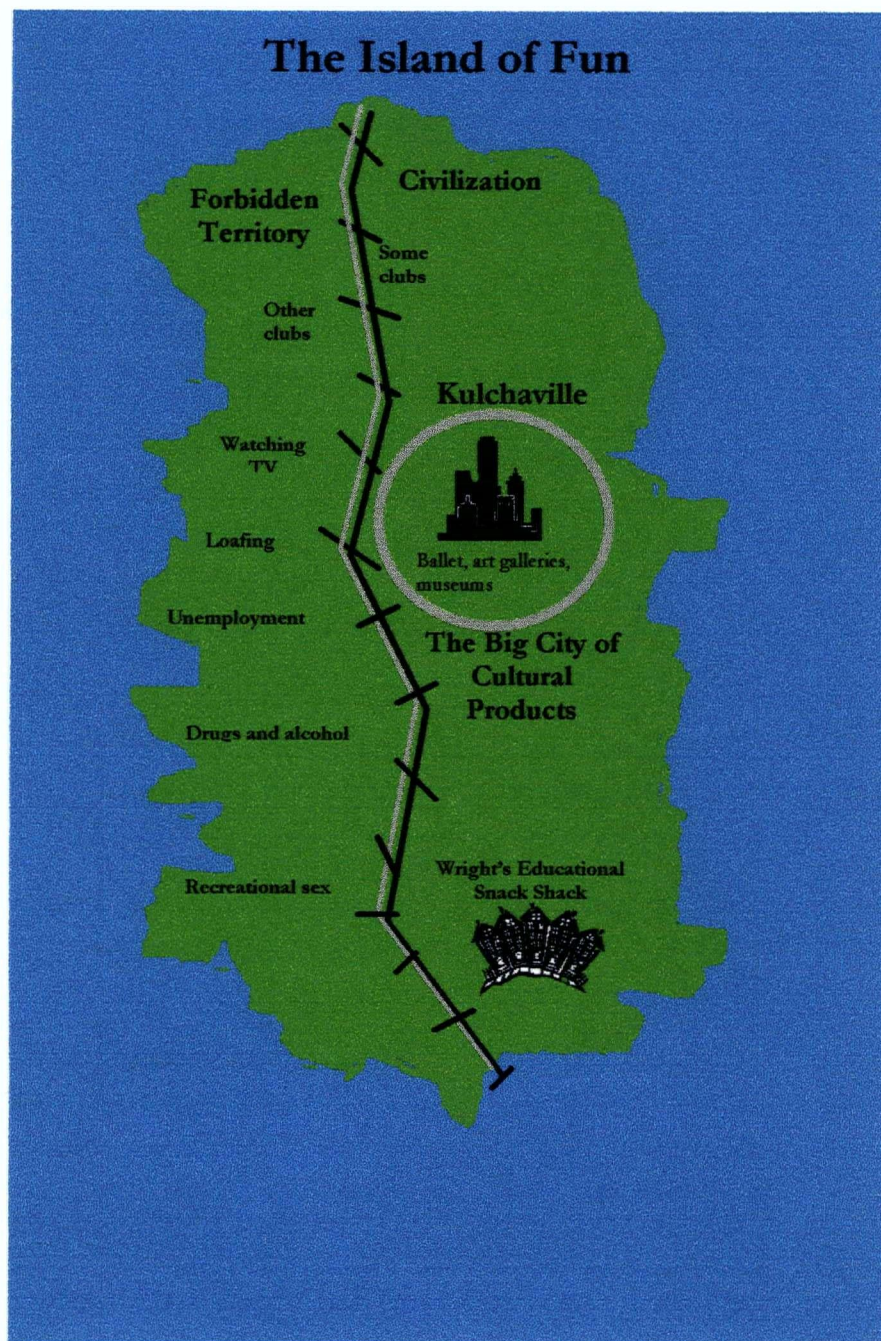 The Island of Fun
Civilization
Forbidden
Territory
Some
clubs
Other
clubs
Kulchaville
Watching
TV
Loafing
Ballet, art galleries,
museums
Unemployment
The Big City of
Cultural
Products
Drugs and alcohol
Wright's Educational
Snack Shack
Recreational sex